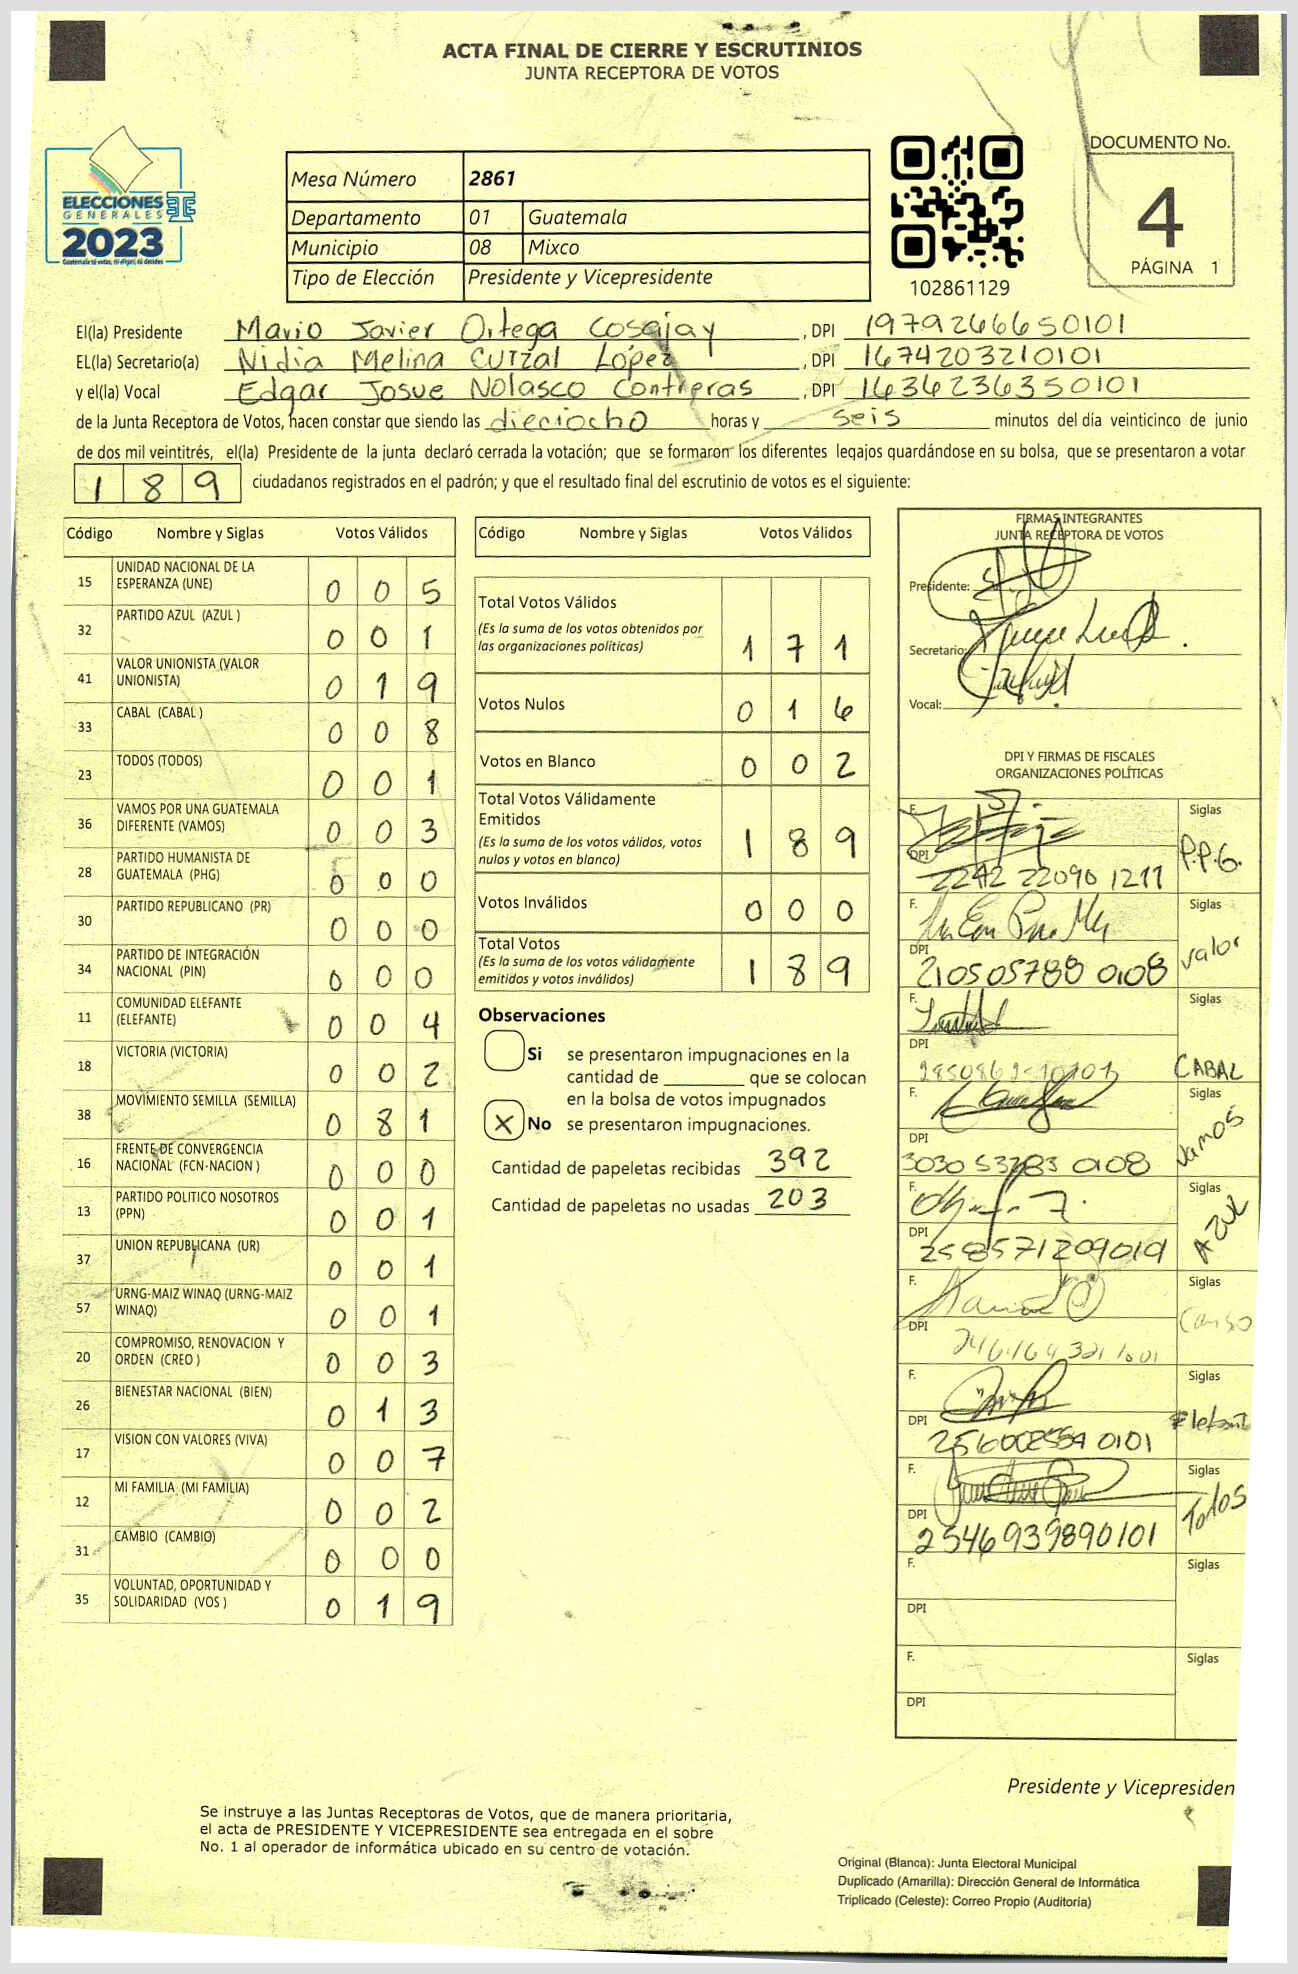 ACTA FINAL DE CIERRE Y ESCRUTINIOS
JUNTA RECEPTORA DE VOTOS
ELECCIONES
GENERALES
2023
Guatemala tú votas, tú eliges, tú decides
Mesa Número 2861
Departamento 01 Guatemala
Municipio 08 Mixco
Tipo de Elección Presidente y Vicepresidente
102861129
DOCUMENTO No.
4
PÁGINA 1
El(la) Presidente Mario Javier Ortega Cosajay , DPI 1979266650101
EL(la) Secretario(a) Nidia Melina Cutzal López , DPI 1674203210101
y el(la) Vocal Edgar Josue Nolasco Contreras , DPI 1636236350101
de la Junta Receptora de Votos, hacen constar que siendo las dieciocho horas y seis minutos del día veinticinco de junio
de dos mil veintitrés, el(la) Presidente de la junta declaró cerrada la votación; que se formaron los diferentes legajos guardándose en su bolsa, que se presentaron a votar
189 ciudadanos registrados en el padrón; y que el resultado final del escrutinio de votos es el siguiente:
Código Nombre y Siglas Votos Válidos
15 UNIDAD NACIONAL DE LA ESPERANZA (UNE) 0 0 5
32 PARTIDO AZUL (AZUL ) 0 0 1
41 VALOR UNIONISTA (VALOR UNIONISTA) 0 1 9
33 CABAL (CABAL ) 0 0 8
23 TODOS (TODOS) 0 0 1
36 VAMOS POR UNA GUATEMALA DIFERENTE (VAMOS) 0 0 3
28 PARTIDO HUMANISTA DE GUATEMALA (PHG) 0 0 0
30 PARTIDO REPUBLICANO (PR) 0 0 0
34 PARTIDO DE INTEGRACIÓN NACIONAL (PIN) 0 0 0
11 COMUNIDAD ELEFANTE (ELEFANTE) 0 0 4
18 VICTORIA (VICTORIA) 0 0 2
38 MOVIMIENTO SEMILLA (SEMILLA) 0 8 1
16 FRENTE DE CONVERGENCIA NACIONAL (FCN-NACION ) 0 0 0
13 PARTIDO POLITICO NOSOTROS (PPN) 0 0 1
37 UNION REPUBLICANA (UR) 0 0 1
57 URNG-MAIZ WINAQ (URNG-MAIZ WINAQ) 0 0 1
20 COMPROMISO, RENOVACION Y ORDEN (CREO ) 0 0 3
26 BIENESTAR NACIONAL (BIEN) 0 1 3
17 VISION CON VALORES (VIVA) 0 0 7
12 MI FAMILIA (MI FAMILIA) 0 0 2
31 CAMBIO (CAMBIO) 0 0 0
35 VOLUNTAD, OPORTUNIDAD Y SOLIDARIDAD (VOS ) 0 1 9
Código Nombre y Siglas Votos Válidos
Total Votos Válidos
(Es la suma de los votos obtenidos por
las organizaciones políticas) 1 7 1
Votos Nulos 0 1 6
Votos en Blanco 0 0 2
Total Votos Válidamente
Emitidos
(Es la suma de los votos válidos, votos
nulos y votos en blanco) 1 8 9
Votos Inválidos 0 0 0
Total Votos
(Es la suma de los votos válidamente
emitidos y votos inválidos) 1 8 9
Observaciones
Si se presentaron impugnaciones en la
cantidad de ________ que se colocan
en la bolsa de votos impugnados
X No se presentaron impugnaciones.
Cantidad de papeletas recibidas 392
Cantidad de papeletas no usadas 203
FIRMAS INTEGRANTES
JUNTA RECEPTORA DE VOTOS
Presidente:
Secretario:
Vocal:
DPI Y FIRMAS DE FISCALES
ORGANIZACIONES POLÍTICAS
F. Siglas
DPI 2242 22090 1211 P.P.G.
F. Siglas
DPI 210505788 0108 Valor
F. Siglas
DPI CABAL
F. Siglas
DPI 3030 53283 0108 Vamos
F. Siglas
DPI 258571209019 AZUL
F. Siglas
DPI
F. Siglas
DPI Elefant
F. Siglas
DPI 2546939890101 Todos
F. Siglas
DPI
F. Siglas
DPI
Presidente y Vicepresiden
Se instruye a las Juntas Receptoras de Votos, que de manera prioritaria,
el acta de PRESIDENTE Y VICEPRESIDENTE sea entregada en el sobre
No. 1 al operador de informática ubicado en su centro de votación.
Original (Blanca): Junta Electoral Municipal
Duplicado (Amarilla): Dirección General de Informática
Triplicado (Celeste): Correo Propio (Auditoría)